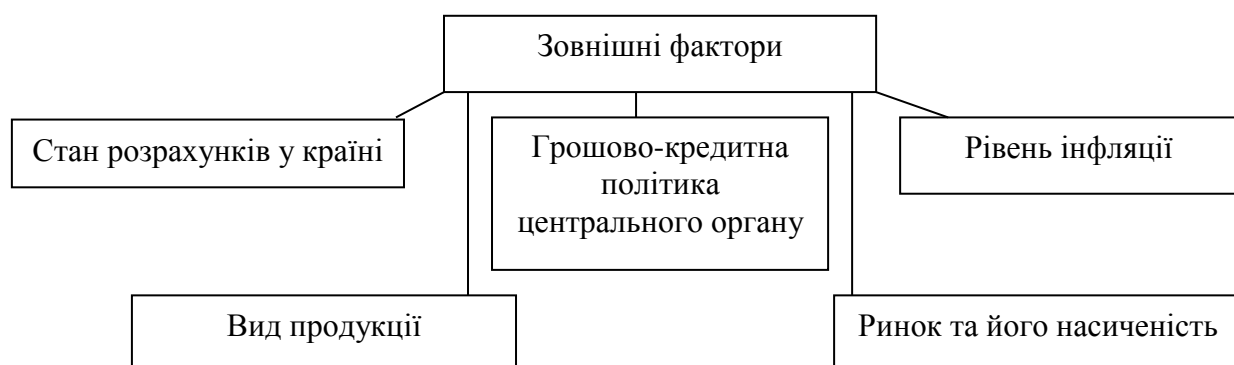 Зовнішні фактори
Стан розрахунків у країні
Грошово-кредитна
політика
центрального органу
Рівень інфляції
Вид продукції
Ринок та його насиченість